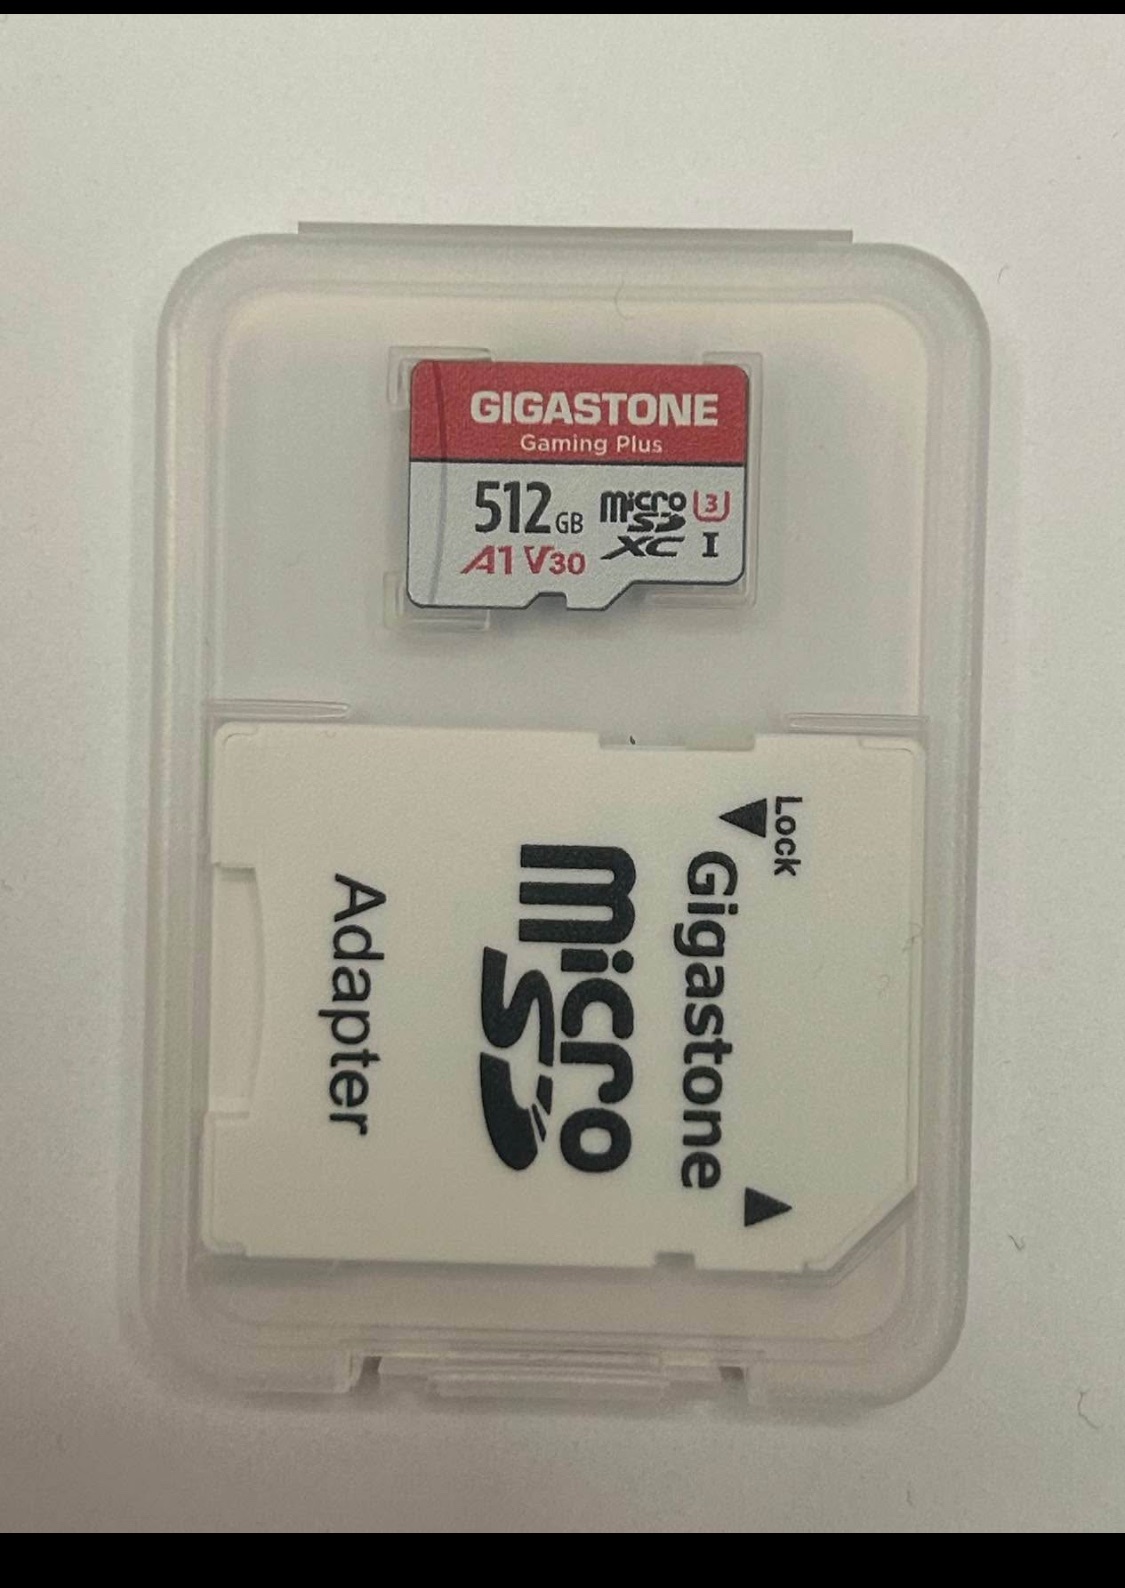 GIGASTONE
Gaming Plus
512GB micro SD XC I U3
A1 V30
Lock
Gigastone
micro SD
Adapter